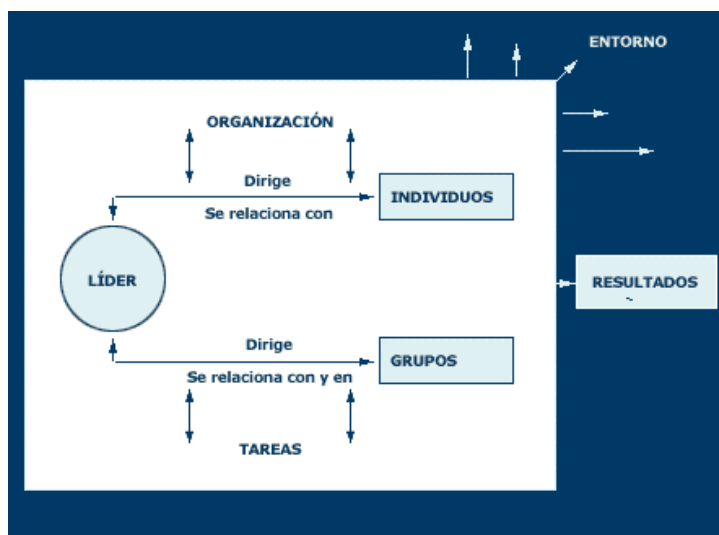 ENTORNO
ORGANIZACIÓN
Dirige
INDIVIDUOS
Se relaciona con
LÍDER
RESULTADOS
Dirige
GRUPOS
Se relaciona con y en
TAREAS